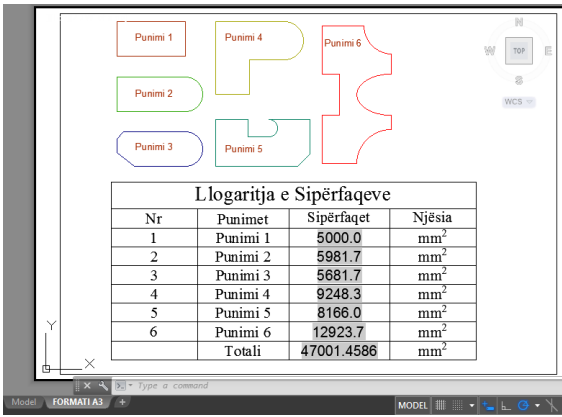 Punimi 1
Punimi 4
Punimi 6
Punimi 2
Punimi 3
Punimi 5
N
W TOP E
S
WCS
Llogaritja e Sipërfaqeve
Nr Punimet Sipërfaqet Njësia
1 Punimi 1 5000.0 mm²
2 Punimi 2 5981.7 mm²
3 Punimi 3 5681.7 mm²
4 Punimi 4 9248.3 mm²
5 Punimi 5 8166.0 mm²
6 Punimi 6 12923.7 mm²
Totali 47001.4586 mm²
Y
X
Type a command
Model FORMATI A3 +
MODEL